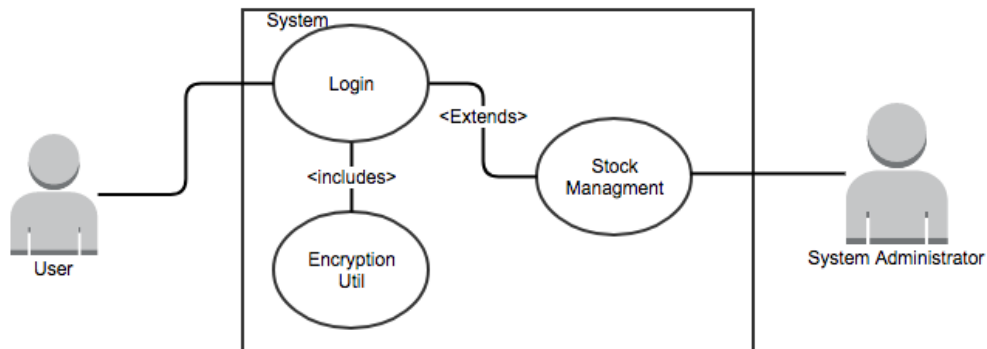 System
Login
<Extends>
Stock
Managment
<includes>
Encryption
Util
User
System Administrator